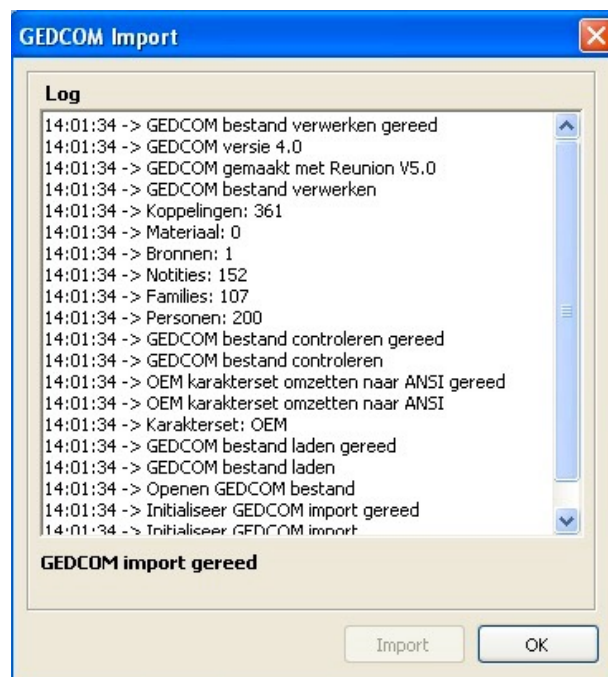 GEDCOM Import
Log
14:01:34 -> GEDCOM bestand verwerken gereed
14:01:34 -> GEDCOM versie 4.0
14:01:34 -> GEDCOM gemaakt met Reunion V5.0
14:01:34 -> GEDCOM bestand verwerken
14:01:34 -> Koppelingen: 361
14:01:34 -> Materiaal: 0
14:01:34 -> Bronnen: 1
14:01:34 -> Notities: 152
14:01:34 -> Families: 107
14:01:34 -> Personen: 200
14:01:34 -> GEDCOM bestand controleren gereed
14:01:34 -> GEDCOM bestand controleren
14:01:34 -> OEM karakterset omzetten naar ANSI gereed
14:01:34 -> OEM karakterset omzetten naar ANSI
14:01:34 -> Karakterset: OEM
14:01:34 -> GEDCOM bestand laden gereed
14:01:34 -> GEDCOM bestand laden
14:01:34 -> Openen GEDCOM bestand
14:01:34 -> Initialiseer GEDCOM import gereed
14:01:34 -> Initialiseer GEDCOM import
GEDCOM import gereed
Import
OK